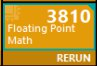 3810
Floating Point
Math
RERUN